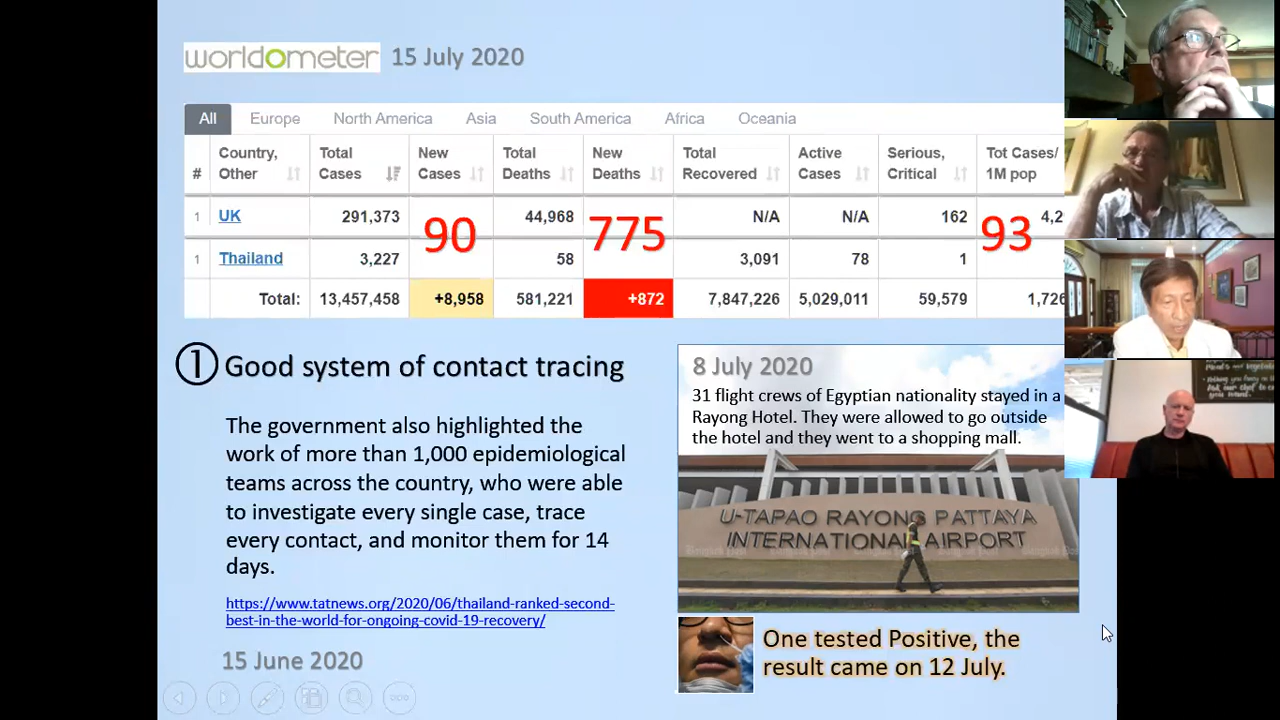 worldometer 15 July 2020
All Europe North America Asia South America Africa Oceania
# Country, Other Total Cases New Cases Total Deaths New Deaths Total Recovered Active Cases Serious, Critical Tot Cases/ 1M pop
1 UK 291,373 44,968 N/A N/A 162 4,2
90 775 93
1 Thailand 3,227 58 3,091 78 1
Total: 13,457,458 +8,958 581,221 +872 7,847,226 5,029,011 59,579 1,726
1 Good system of contact tracing
The government also highlighted the
work of more than 1,000 epidemiological
teams across the country, who were able
to investigate every single case, trace
every contact, and monitor them for 14
days.
https://www.tatnews.org/2020/06/thailand-ranked-second-
best-in-the-world-for-ongoing-covid-19-recovery/
15 June 2020
8 July 2020
31 flight crews of Egyptian nationality stayed in a
Rayong Hotel. They were allowed to go outside
the hotel and they went to a shopping mall.
U-TAPAO RAYONG PATTAYA
INTERNATIONAL AIRPORT
One tested Positive, the
result came on 12 July.